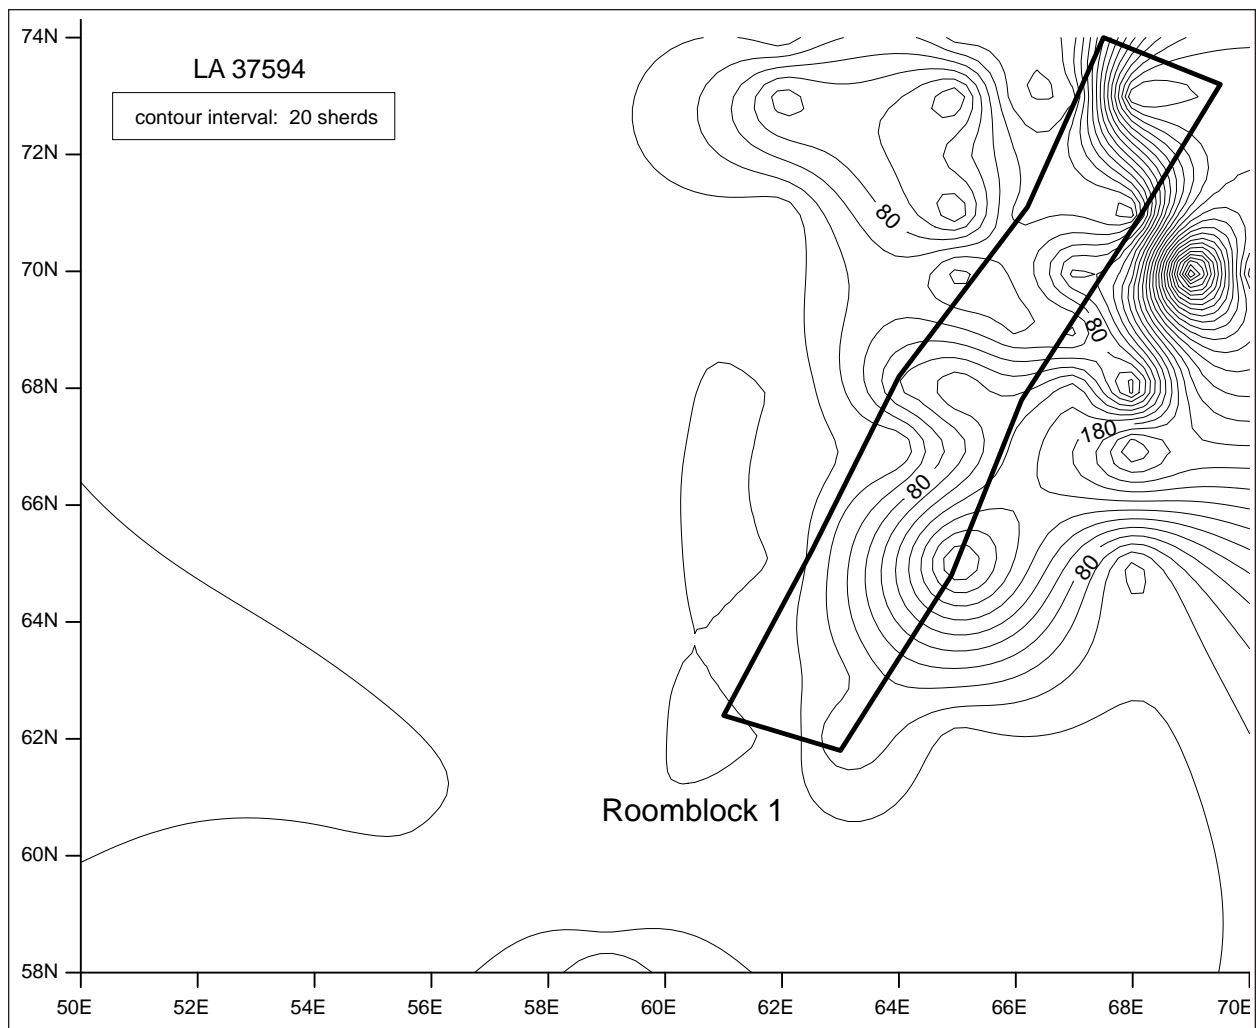 74N
LA 37594
contour interval: 20 sherds
72N
80
70N
80
68N
180
80
66N
80
64N
62N
Roomblock 1
60N
58N
50E 52E 54E 56E 58E 60E 62E 64E 66E 68E 70E